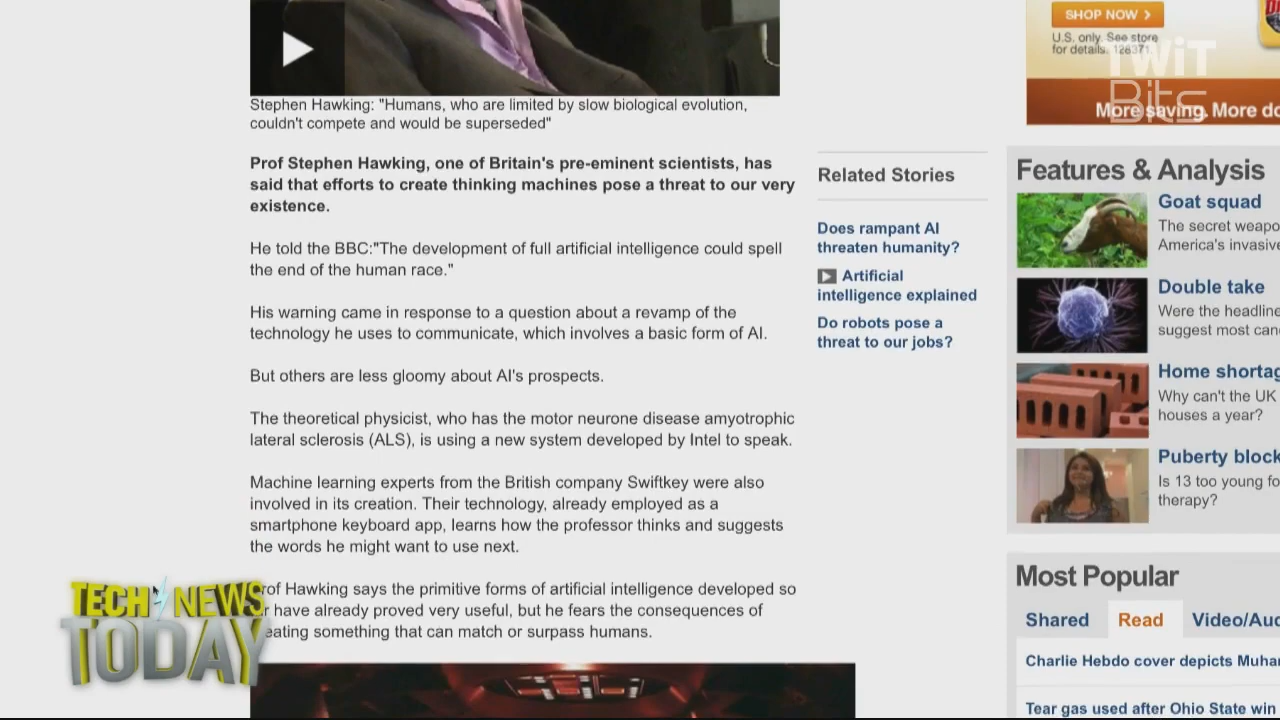 SHOP NOW >
U.S. only. See store
for details. 128371.
TWiT
Bits
More saving. More
Stephen Hawking: "Humans, who are limited by slow biological evolution,
couldn't compete and would be superseded"
Prof Stephen Hawking, one of Britain's pre-eminent scientists, has
said that efforts to create thinking machines pose a threat to our very
existence.
He told the BBC:"The development of full artificial intelligence could spell
the end of the human race."
His warning came in response to a question about a revamp of the
technology he uses to communicate, which involves a basic form of AI.
But others are less gloomy about AI's prospects.
The theoretical physicist, who has the motor neurone disease amyotrophic
lateral sclerosis (ALS), is using a new system developed by Intel to speak.
Machine learning experts from the British company Swiftkey were also
involved in its creation. Their technology, already employed as a
smartphone keyboard app, learns how the professor thinks and suggests
the words he might want to use next.
rof Hawking says the primitive forms of artificial intelligence developed so
r have already proved very useful, but he fears the consequences of
eating something that can match or surpass humans.
Related Stories
Does rampant AI
threaten humanity?
Artificial
intelligence explained
Do robots pose a
threat to our jobs?
Features & Analysis
Goat squad
The secret weapo
America's invasive
Double take
Were the headline
suggest most can
Home shortag
Why can't the UK
houses a year?
Puberty block
Is 13 too young fo
therapy?
Most Popular
Shared Read Video/Aud
Charlie Hebdo cover depicts Muha
Tear gas used after Ohio State win
TECH NEWS
TODAY